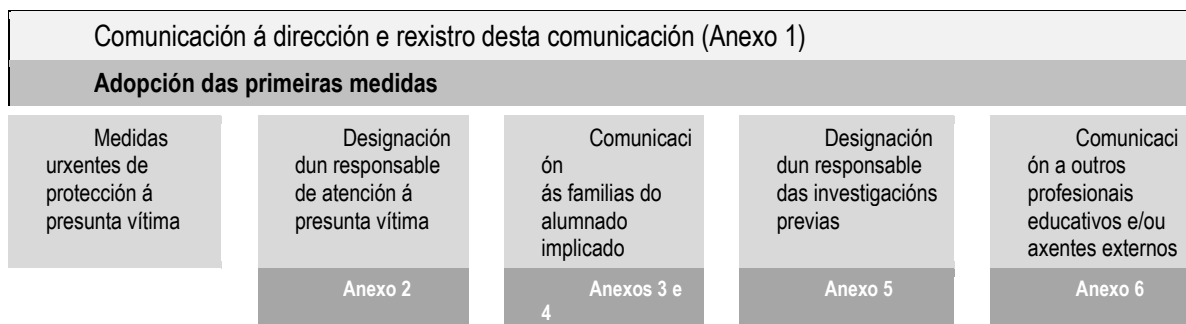 Comunicación á dirección e rexistro desta comunicación (Anexo 1)
Adopción das primeiras medidas
Medidas
urxentes de
protección á
presunta vítima
Designación
dun responsable
de atención á
presunta vítima
Anexo 2
Comunicaci
ón
ás familias do
alumnado
implicado
Anexos 3 e
4
Designación
dun responsable
das investigacións
previas
Anexo 5
Comunicaci
ón a outros
profesionais
educativos e/ou
axentes externos
Anexo 6